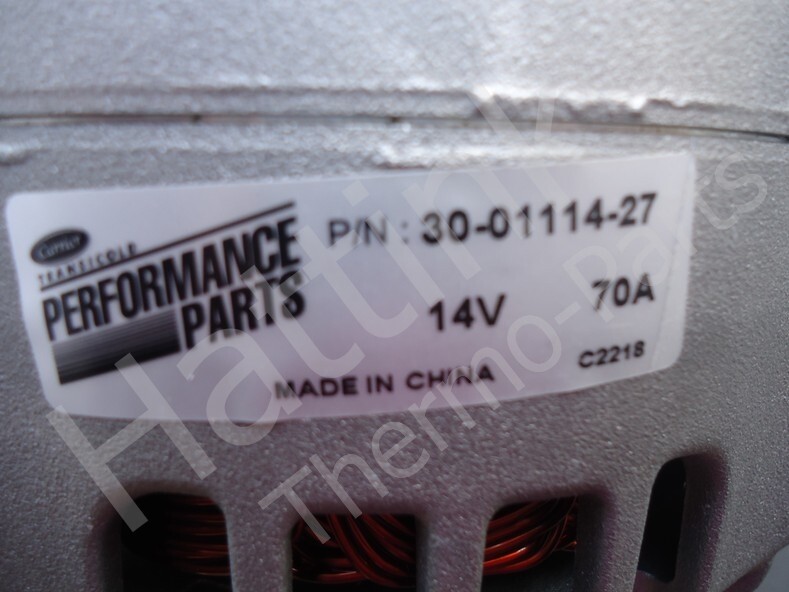 Carrier
TRANSICOLD
PERFORMANCE
PARTS
P/N : 30-01114-27
14V 70A
MADE IN CHINA
C2218
Hattink
Thermo-Parts